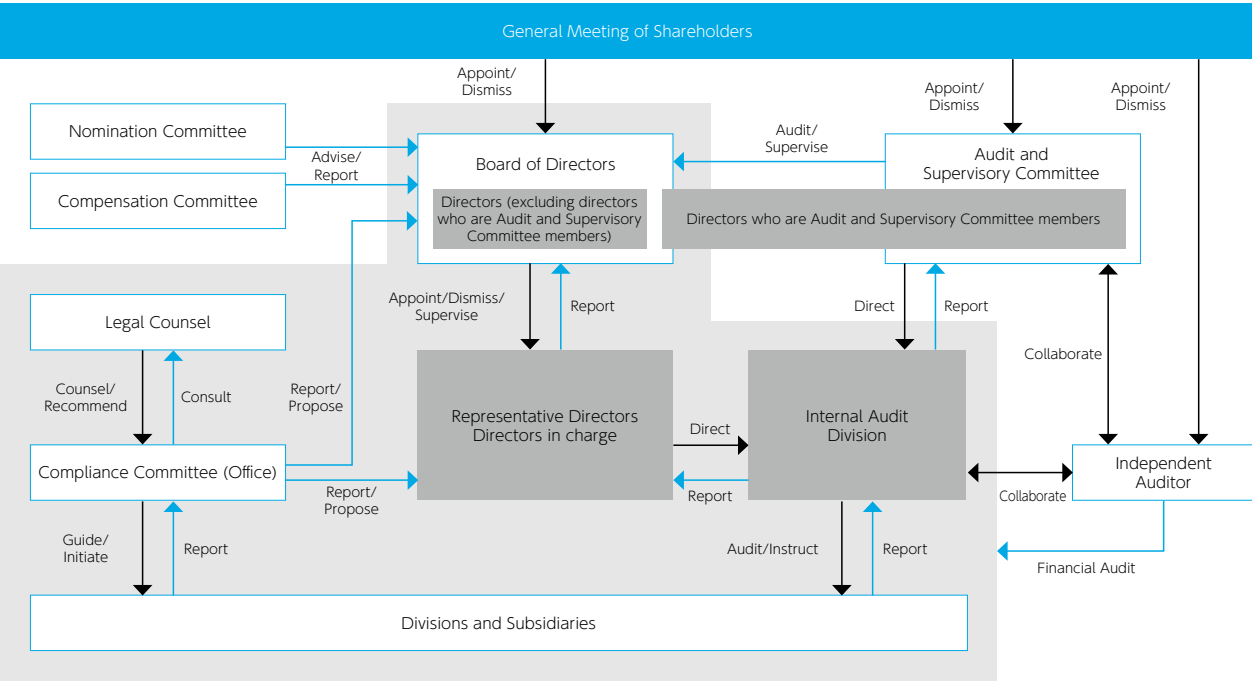 General Meeting of Shareholders
Appoint/
Dismiss
Appoint/
Dismiss
Appoint/
Dismiss
Nomination Committee
Advise/
Report
Compensation Committee
Board of Directors
Directors (excluding directors
who are Audit and Supervisory
Committee members)
Audit/
Supervise
Audit and
Supervisory Committee
Directors who are Audit and Supervisory Committee members
Appoint/Dismiss/
Supervise
Report
Direct
Report
Legal Counsel
Counsel/
Recommend
Consult
Report/
Propose
Collaborate
Representative Directors
Directors in charge
Direct
Report
Internal Audit
Division
Compliance Committee (Office)
Report/
Propose
Collaborate
Independent
Auditor
Guide/
Initiate
Report
Audit/Instruct
Report
Financial Audit
Divisions and Subsidiaries